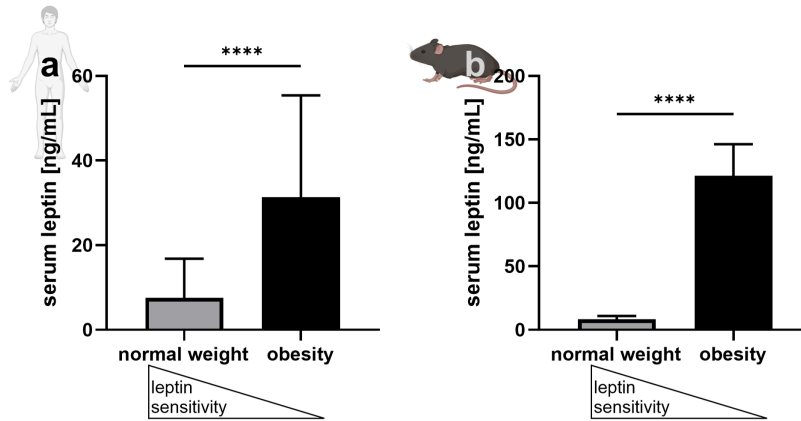 a
****
60
40
20
0
serum leptin [ng/mL]
normal weight
obesity
leptin
sensitivity
b
****
200
150
100
50
0
serum leptin [ng/mL]
normal weight
obesity
leptin
sensitivity